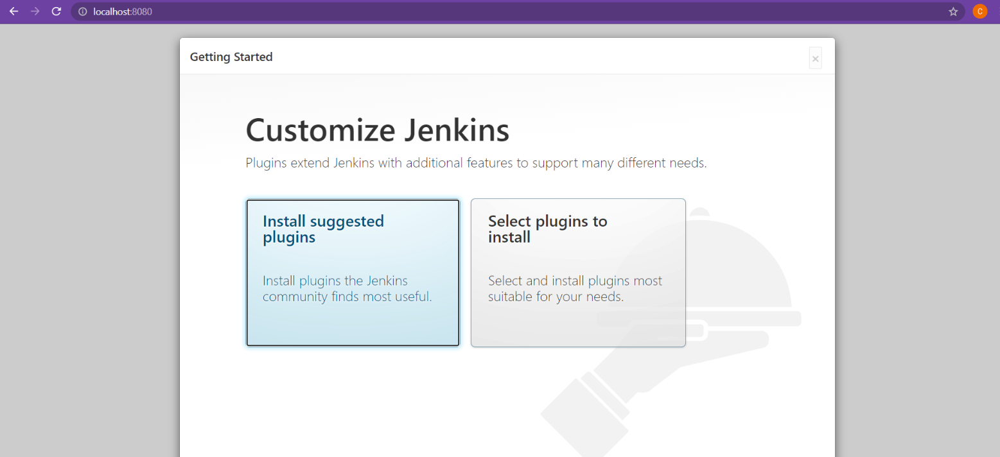 localhost:8080
C
Getting Started
×
Customize Jenkins
Plugins extend Jenkins with additional features to support many different needs.
Install suggested
plugins
Install plugins the Jenkins
community finds most useful.
Select plugins to
install
Select and install plugins most
suitable for your needs.